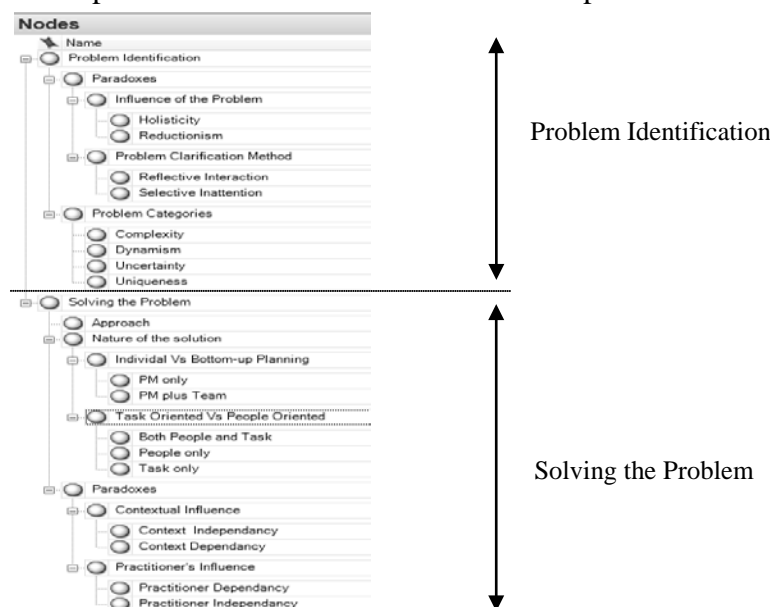 Nodes
Name
Problem Identification
Paradoxes
Influence of the Problem
Holisticity
Reductionism
Problem Clarification Method
Reflective Interaction
Selective Inattention
Problem Categories
Complexity
Dynamism
Uncertainty
Uniqueness
Problem Identification
Solving the Problem
Approach
Nature of the solution
Individal Vs Bottom-up Planning
PM only
PM plus Team
Task Oriented Vs People Oriented
Both People and Task
People only
Task only
Paradoxes
Contextual Influence
Context Independancy
Context Dependancy
Practitioner's Influence
Practitioner Dependancy
Practitioner Independancy
Solving the Problem